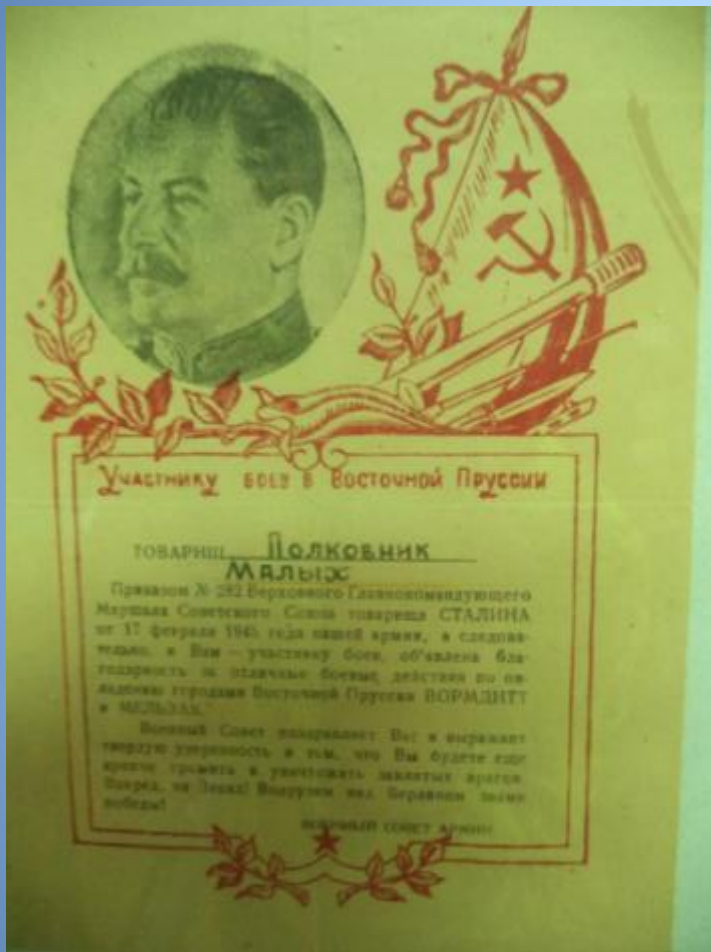 Участнику боев в Восточной Пруссии
ТОВАРИЩ Полковник
Малых
Приказом № 282 Верховного Главнокомандующего
Маршала Советского Союза товарища СТАЛИНА
от 17 февраля 1945 года нашей армии, а следова-
тельно, и Вам — участнику боев, об'явлена бла-
годарность за отличные боевые действия по ов-
ладению городами Восточной Пруссии ВОРМДИТТ
и МЕЛЬЗАК.
Военный Совет поздравляет Вас и выражает
твердую уверенность в том, что Вы будете еще
крепче громить и уничтожать заклятых врагов.
Вперед, на Запад! Водрузим над Берлином знамя
победы!
ВОЕННЫЙ СОВЕТ АРМИИ